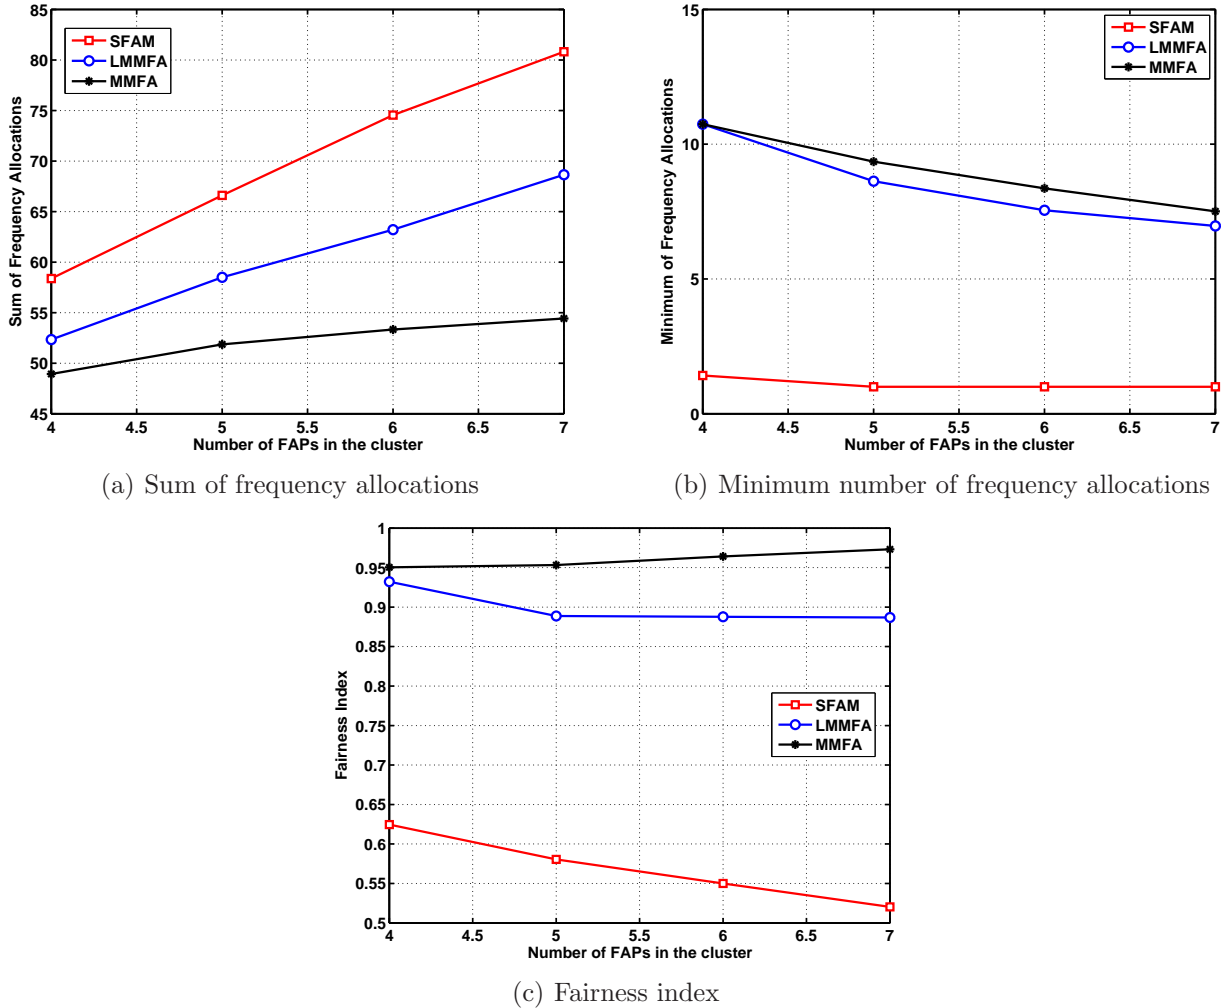 85
80
75
70
65
60
55
50
45
Sum of Frequency Allocations
SFAM
LMMFA
MMFA
4 4.5 5 5.5 6 6.5 7
Number of FAPs in the cluster
(a) Sum of frequency allocations
15
10
5
0
Minimum of Frequency Allocations
SFAM
LMMFA
MMFA
4 4.5 5 5.5 6 6.5 7
Number of FAPs in the cluster
(b) Minimum number of frequency allocations
1
0.95
0.9
0.85
0.8
0.75
0.7
0.65
0.6
0.55
0.5
Fairness Index
SFAM
LMMFA
MMFA
4 4.5 5 5.5 6 6.5 7
Number of FAPs in the cluster
(c) Fairness index